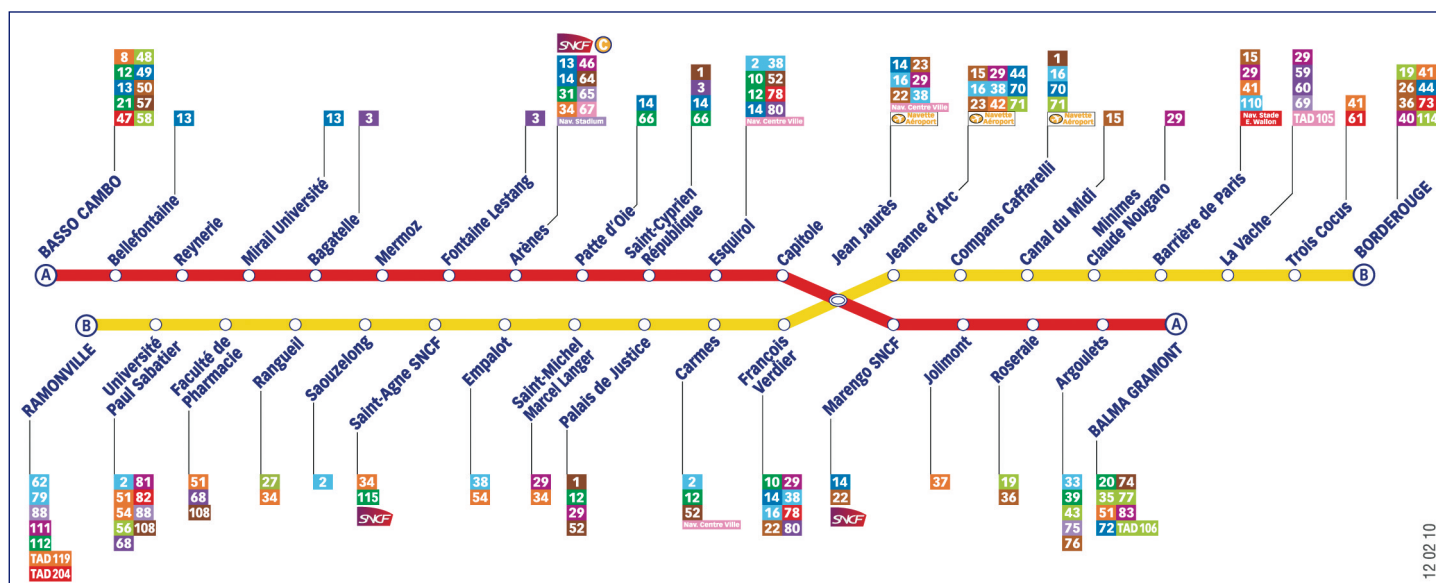 SNCF C
8 48
12 49
13 50
21 57
47 58
13
13
3
3
13 46
14 64
31 65
34 67
Nav. Stadium
14
66
1
3
14
66
2 38
10 52
12 78
14 80
Nav. Centre Ville
14 23
16 29
22 38
Nav. Centre Ville
Navette
Aéroport
15 29 44
16 38 70
23 42 71
Navette
Aéroport
1
16
70
71
Navette
Aéroport
15
29
15
29
41
110
Nav. Stade
E. Wallon
29
59
60
69
TAD 105
41
61
19 41
26 44
36 73
40 114
BASSO CAMBO
Bellefontaine
Reynerie
Mirail Université
Bagatelle
Mermoz
Fontaine Lestang
Arènes
Patte d'Oie
Saint-Cyprien
République
Esquirol
Capitole
Jean Jaurès
Jeanne d'Arc
Compans Caffarelli
Canal du Midi
Minimes
Claude Nougaro
Barrière de Paris
La Vache
Trois Cocus
BORDEROUGE
A
B
B
A
RAMONVILLE
Université
Paul Sabatier
Faculté de
Pharmacie
Rangueil
Saouzelong
Saint-Agne SNCF
Empalot
Saint-Michel
Marcel Langer
Palais de Justice
Carmes
François
Verdier
Marengo SNCF
Jolimont
Roseraie
Argoulets
BALMA GRAMONT
62
79
88
111
112
TAD 119
TAD 204
2 81
51 82
54 88
56 108
68
51
68
108
27
34
2
34
115
SNCF
38
54
29
34
1
12
29
52
2
12
52
Nav. Centre Ville
10 29
14 38
16 78
22 80
14
22
SNCF
37
19
36
33
39
43
75
76
20 74
35 77
51 83
72 TAD 106
12 02 10